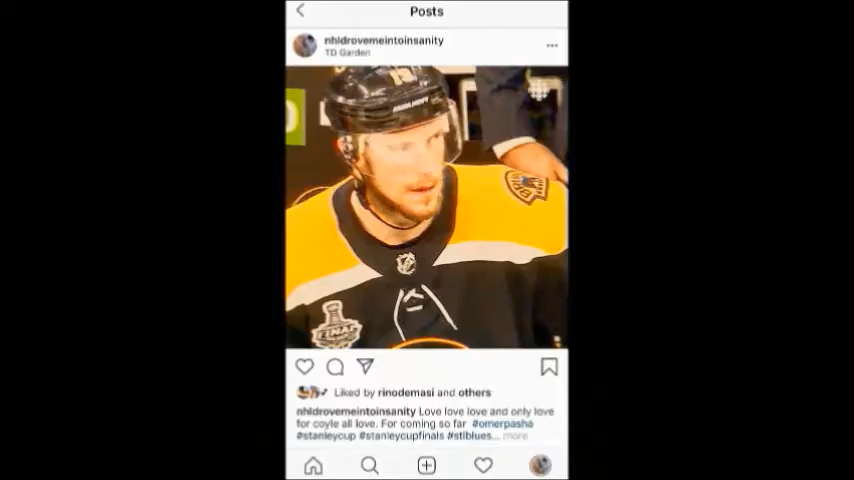 Posts
nhldrovemeintoinsanity
TD Garden
FINAL
Liked by rinodemasi and others
nhldrovemeintoinsanity Love love love and only love
for coyle all love. For coming so far #omerpasha
#stanleycup #stanleycupfinals #stlblues... more